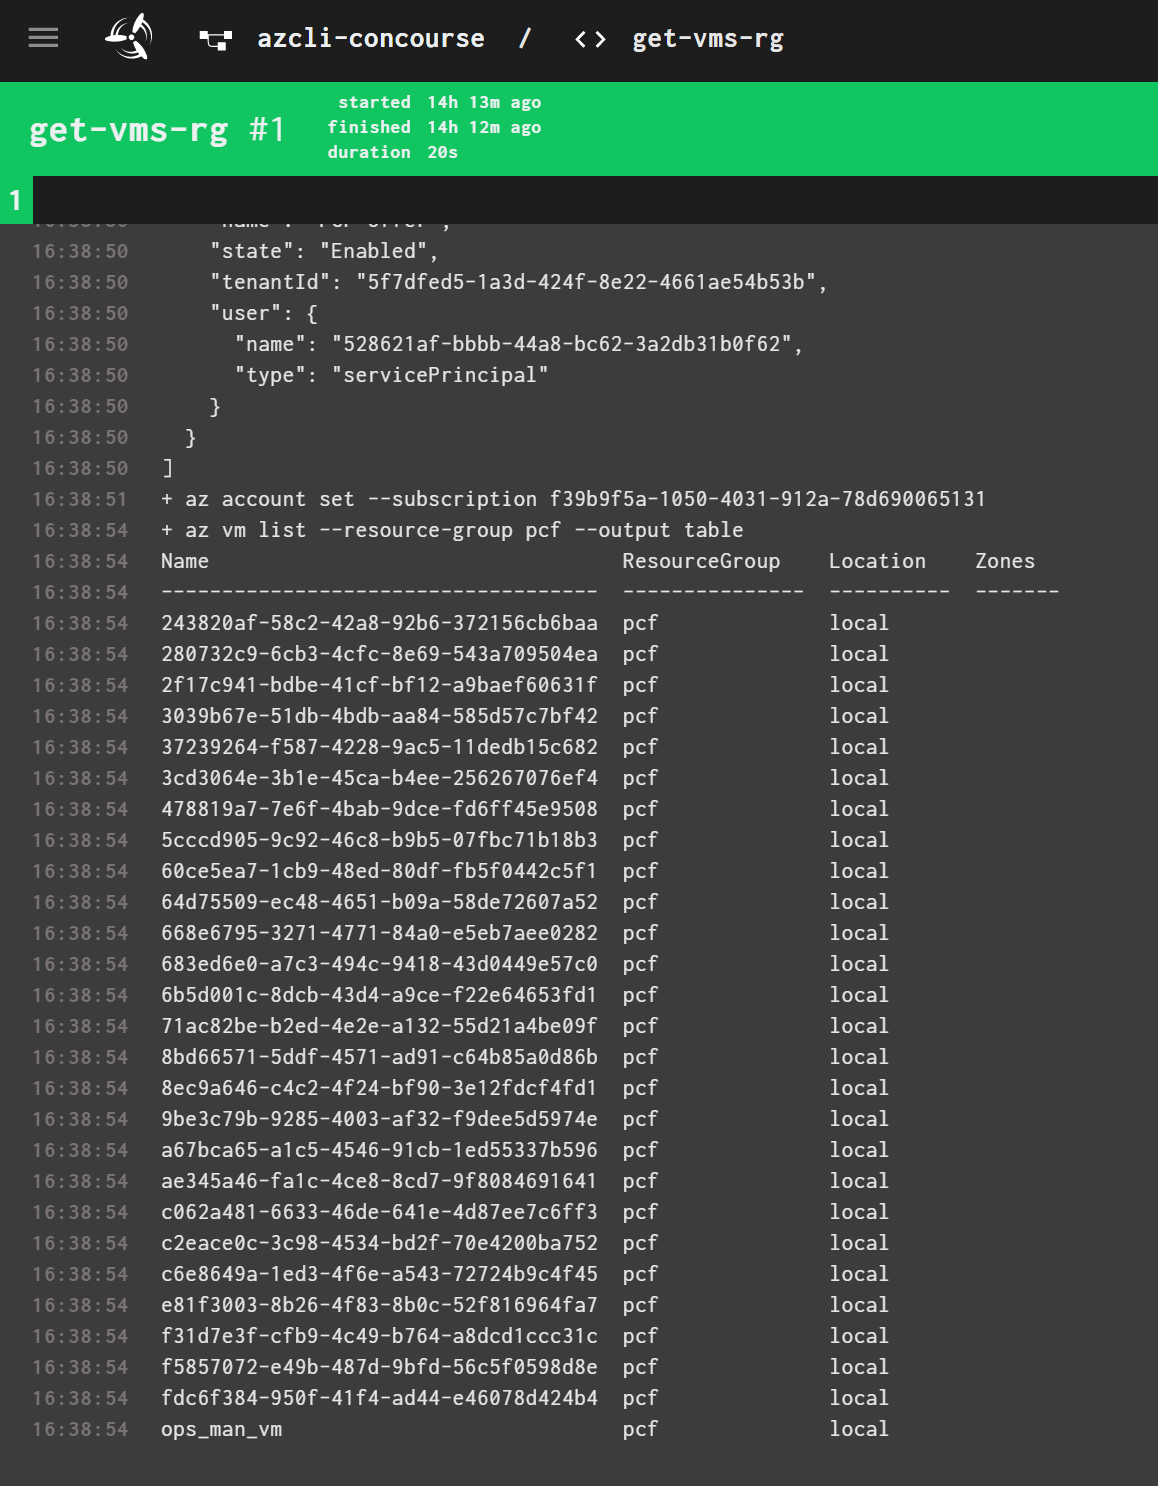 azcli-concourse / <> get-vms-rg
get-vms-rg #1
started 14h 13m ago
finished 14h 12m ago
duration 20s
1
16:38:50 "state": "Enabled",
16:38:50 "tenantId": "5f7dfed5-1a3d-424f-8e22-4661ae54b53b",
16:38:50 "user": {
16:38:50 "name": "528621af-bbbb-44a8-bc62-3a2db31b0f62",
16:38:50 "type": "servicePrincipal"
16:38:50 }
16:38:50 }
16:38:50 ]
16:38:51 + az account set --subscription f39b9f5a-1050-4031-912a-78d690065131
16:38:54 + az vm list --resource-group pcf --output table
16:38:54 Name ResourceGroup Location Zones
16:38:54 ------------------------------------ --------------- ---------- -------
16:38:54 243820af-58c2-42a8-92b6-372156cb6baa pcf local
16:38:54 280732c9-6cb3-4cfc-8e69-543a709504ea pcf local
16:38:54 2f17c941-bdbe-41cf-bf12-a9baef60631f pcf local
16:38:54 3039b67e-51db-4bdb-aa84-585d57c7bf42 pcf local
16:38:54 37239264-f587-4228-9ac5-11dedb15c682 pcf local
16:38:54 3cd3064e-3b1e-45ca-b4ee-256267076ef4 pcf local
16:38:54 478819a7-7e6f-4bab-9dce-fd6ff45e9508 pcf local
16:38:54 5cccd905-9c92-46c8-b9b5-07fbc71b18b3 pcf local
16:38:54 60ce5ea7-1cb9-48ed-80df-fb5f0442c5f1 pcf local
16:38:54 64d75509-ec48-4651-b09a-58de72607a52 pcf local
16:38:54 668e6795-3271-4771-84a0-e5eb7aee0282 pcf local
16:38:54 683ed6e0-a7c3-494c-9418-43d0449e57c0 pcf local
16:38:54 6b5d001c-8dcb-43d4-a9ce-f22e64653fd1 pcf local
16:38:54 71ac82be-b2ed-4e2e-a132-55d21a4be09f pcf local
16:38:54 8bd66571-5ddf-4571-ad91-c64b85a0d86b pcf local
16:38:54 8ec9a646-c4c2-4f24-bf90-3e12fdcf4fd1 pcf local
16:38:54 9be3c79b-9285-4003-af32-f9dee5d5974e pcf local
16:38:54 a67bca65-a1c5-4546-91cb-1ed55337b596 pcf local
16:38:54 ae345a46-fa1c-4ce8-8cd7-9f8084691641 pcf local
16:38:54 c062a481-6633-46de-641e-4d87ee7c6ff3 pcf local
16:38:54 c2eace0c-3c98-4534-bd2f-70e4200ba752 pcf local
16:38:54 c6e8649a-1ed3-4f6e-a543-72724b9c4f45 pcf local
16:38:54 e81f3003-8b26-4f83-8b0c-52f816964fa7 pcf local
16:38:54 f31d7e3f-cfb9-4c49-b764-a8dcd1ccc31c pcf local
16:38:54 f5857072-e49b-487d-9bfd-56c5f0598d8e pcf local
16:38:54 fdc6f384-950f-41f4-ad44-e46078d424b4 pcf local
16:38:54 ops_man_vm pcf local